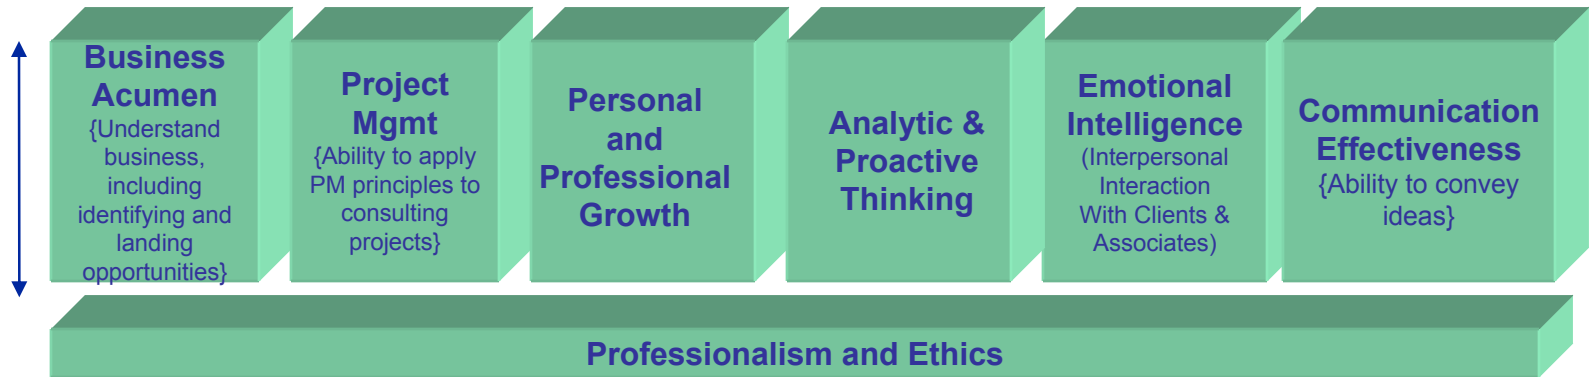 Business
Acumen
{Understand
business,
including
identifying and
landing
opportunities}
Project
Mgmt
{Ability to apply
PM principles to
consulting
projects}
Personal
and
Professional
Growth
Analytic &
Proactive
Thinking
Emotional
Intelligence
(Interpersonal
Interaction
With Clients &
Associates)
Communication
Effectiveness
{Ability to convey
ideas}
Professionalism and Ethics